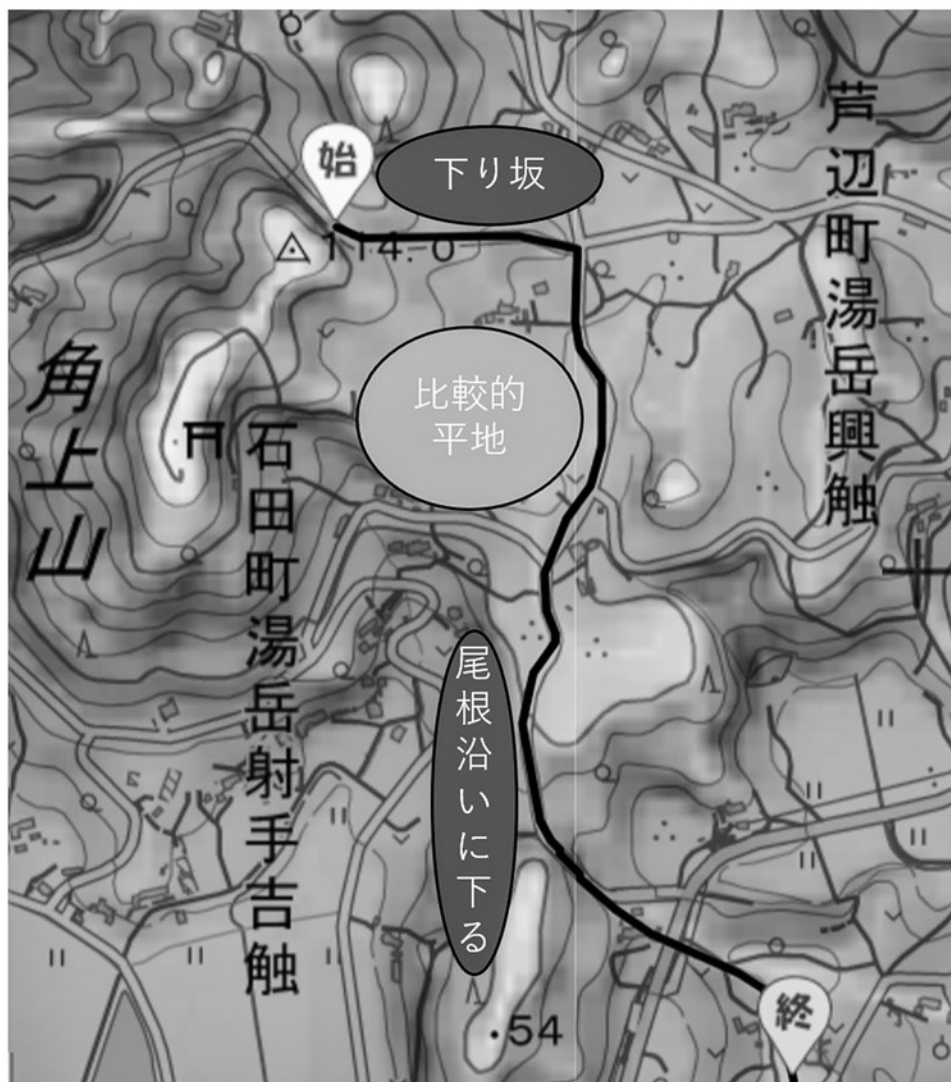 始
下り坂
114.0
芦辺町湯岳興触
角上山
石田町湯岳射手吉触
比較的
平地
尾根沿いに下る
54
終